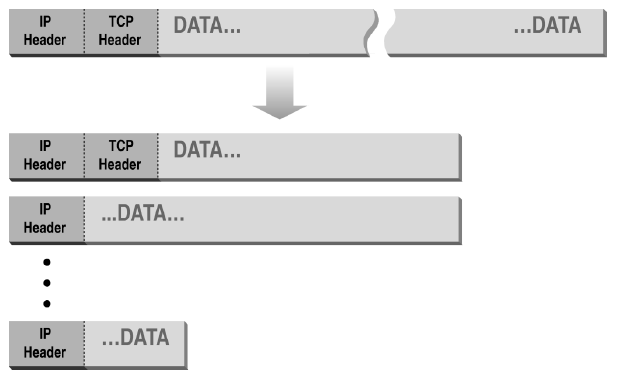 IP Header TCP Header DATA... ...DATA
IP Header TCP Header DATA...
IP Header ...DATA...
IP Header ...DATA